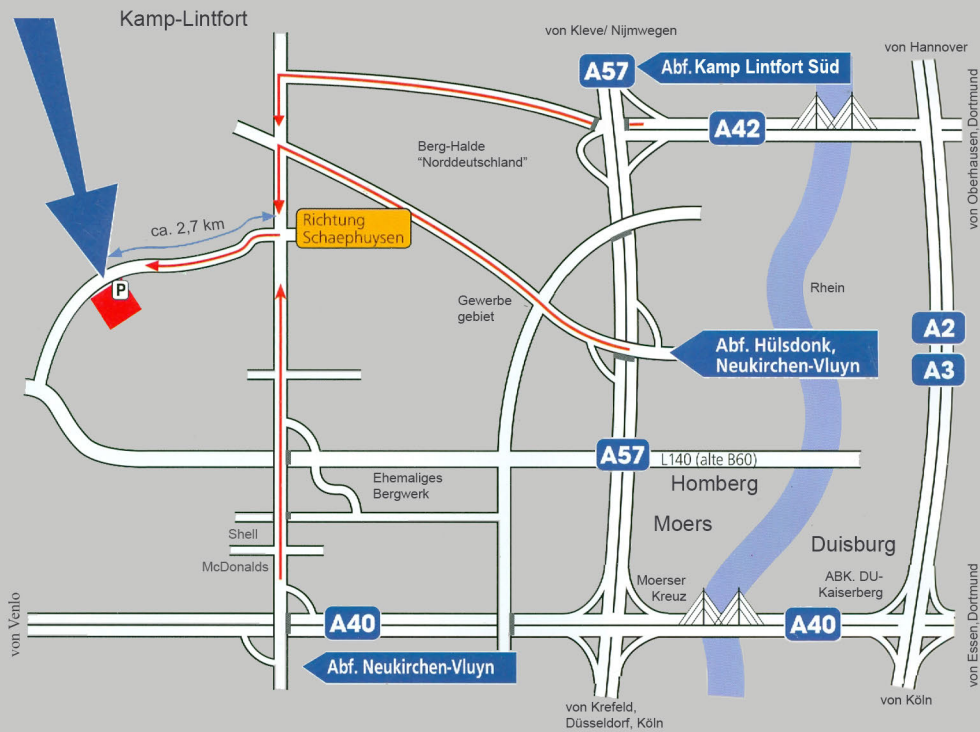 Kamp-Lintfort
von Kleve/ Nijmwegen
von Hannover
A57
Abf. Kamp Lintfort Süd
A42
von Oberhausen,Dortmund
Berg-Halde
"Norddeutschland"
ca. 2,7 km
Richtung
Schaephuysen
P
Gewerbe
gebiet
Rhein
Abf. Hülsdonk,
Neukirchen-Vluyn
A2
A3
A57
L140 (alte B60)
Homberg
Ehemaliges
Bergwerk
Moers
Shell
McDonalds
Duisburg
Moerser
Kreuz
ABK. DU-
Kaiserberg
von Venlo
A40
A40
von Essen,Dortmund
Abf. Neukirchen-Vluyn
von Krefeld,
Düsseldorf, Köln
von Köln